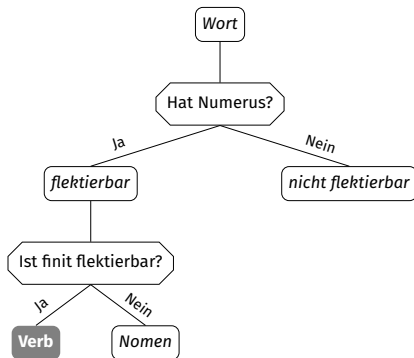 Wort
Hat Numerus?
Ja
Nein
flektierbar
nicht flektierbar
Ist finit flektierbar?
Ja
Nein
Verb
Nomen